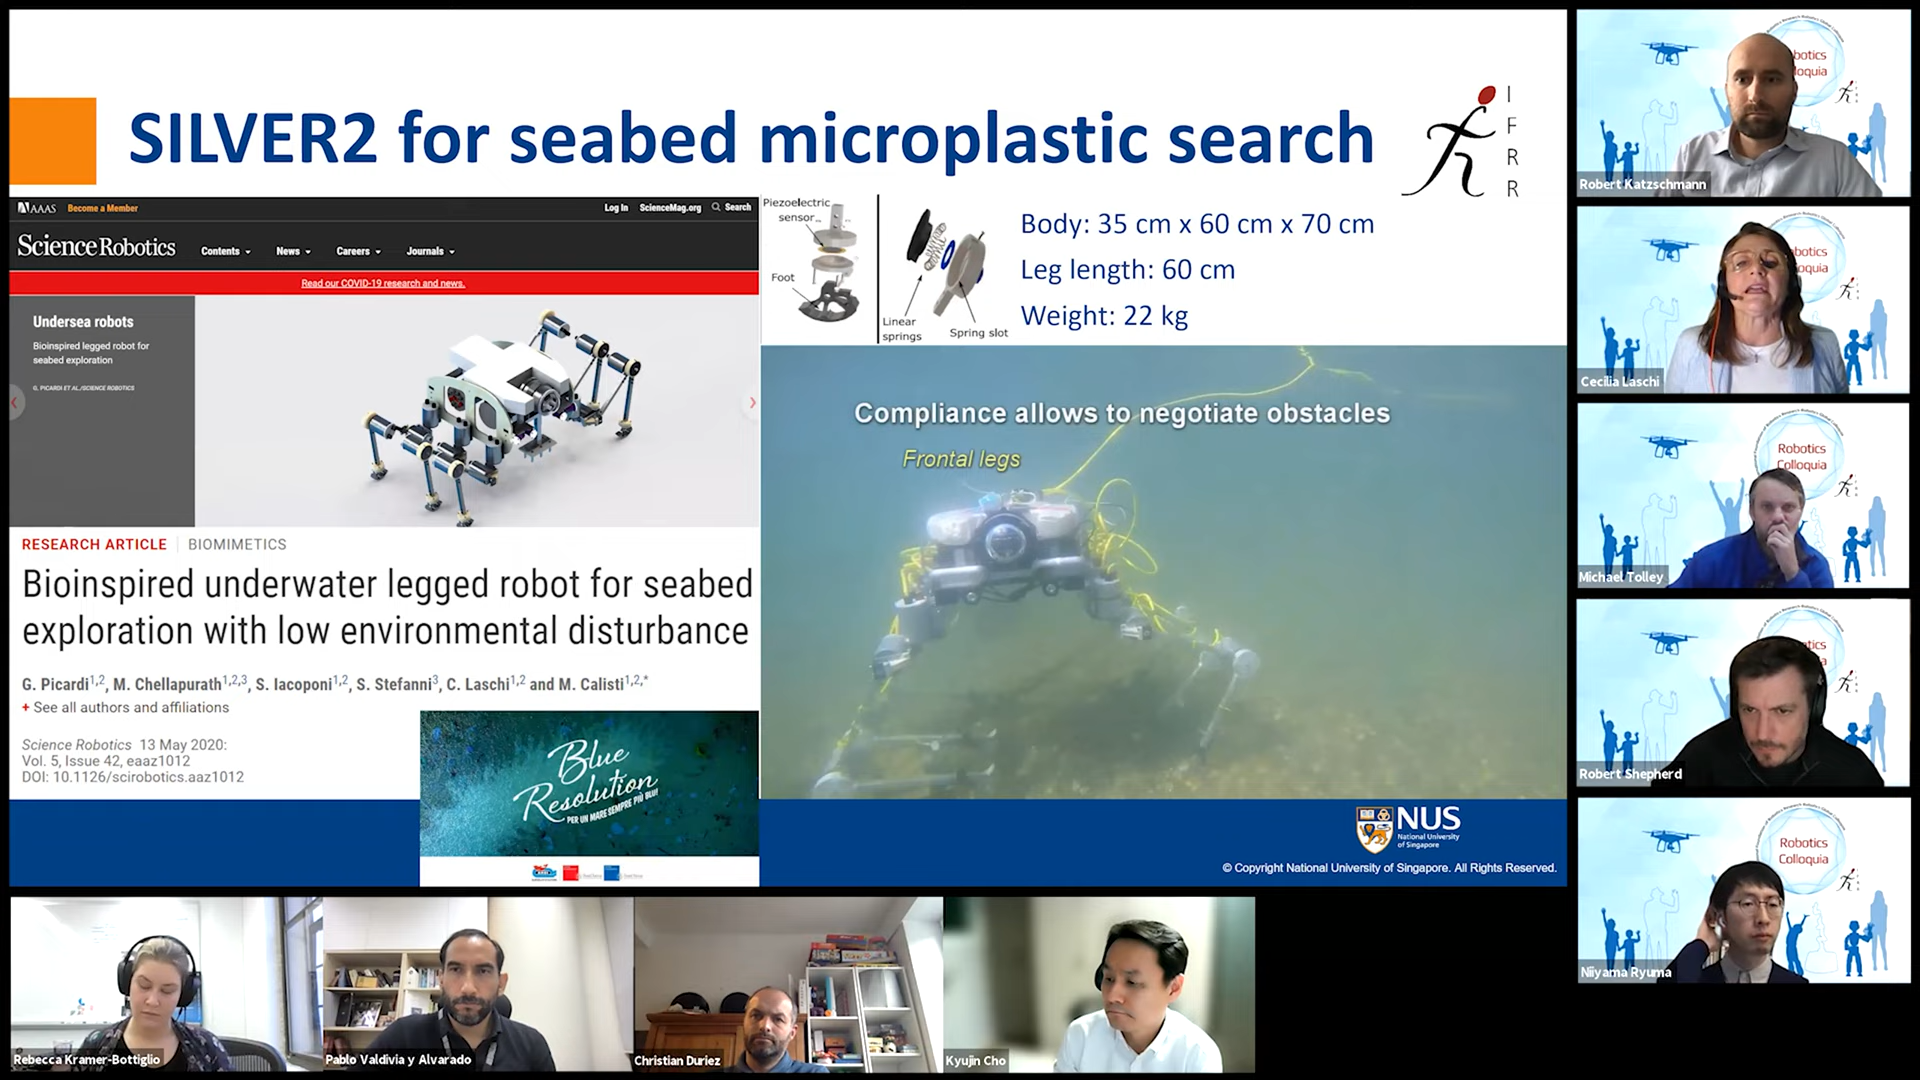 SILVER2 for seabed microplastic search
I
F
R
R
AAAS Become a Member
Log In ScienceMag.org Search
Science Robotics Contents News Careers Journals
Read our COVID-19 research and news.
Undersea robots
Bioinspired legged robot for
seabed exploration
G. PICARDI ET AL./SCIENCE ROBOTICS
RESEARCH ARTICLE BIOMIMETICS
Bioinspired underwater legged robot for seabed
exploration with low environmental disturbance
G. Picardi1,2, M. Chellapurath1,2,3, S. Iacoponi1,2, S. Stefanni3, C. Laschi1,2 and M. Calisti1,2,*
+ See all authors and affiliations
Science Robotics 13 May 2020:
Vol. 5, Issue 42, eaaz1012
DOI: 10.1126/scirobotics.aaz1012
Blue
Resolution
PER UN MARE SEMPRE PIÙ BLU!
Piezoelectric
sensor
Foot
Linear
springs
Spring slot
Body: 35 cm x 60 cm x 70 cm
Leg length: 60 cm
Weight: 22 kg
Compliance allows to negotiate obstacles
Frontal legs
NUS
National University
of Singapore
© Copyright National University of Singapore. All Rights Reserved.
Robert Katzschmann
Cecilia Laschi
Robotics
Colloquia
Michael Tolley
Robert Shepherd
Robotics
Colloquia
Niiyama Ryuma
Rebecca Kramer-Bottiglio
Pablo Valdivia y Alvarado
Christian Duriez
Kyujin Cho